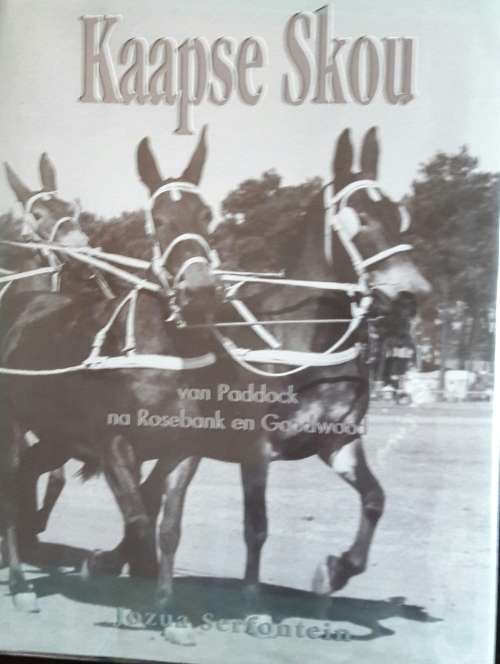 Kaapse Skou
van Paddock
na Rosebank en Goodwood
Jozua Serfontein